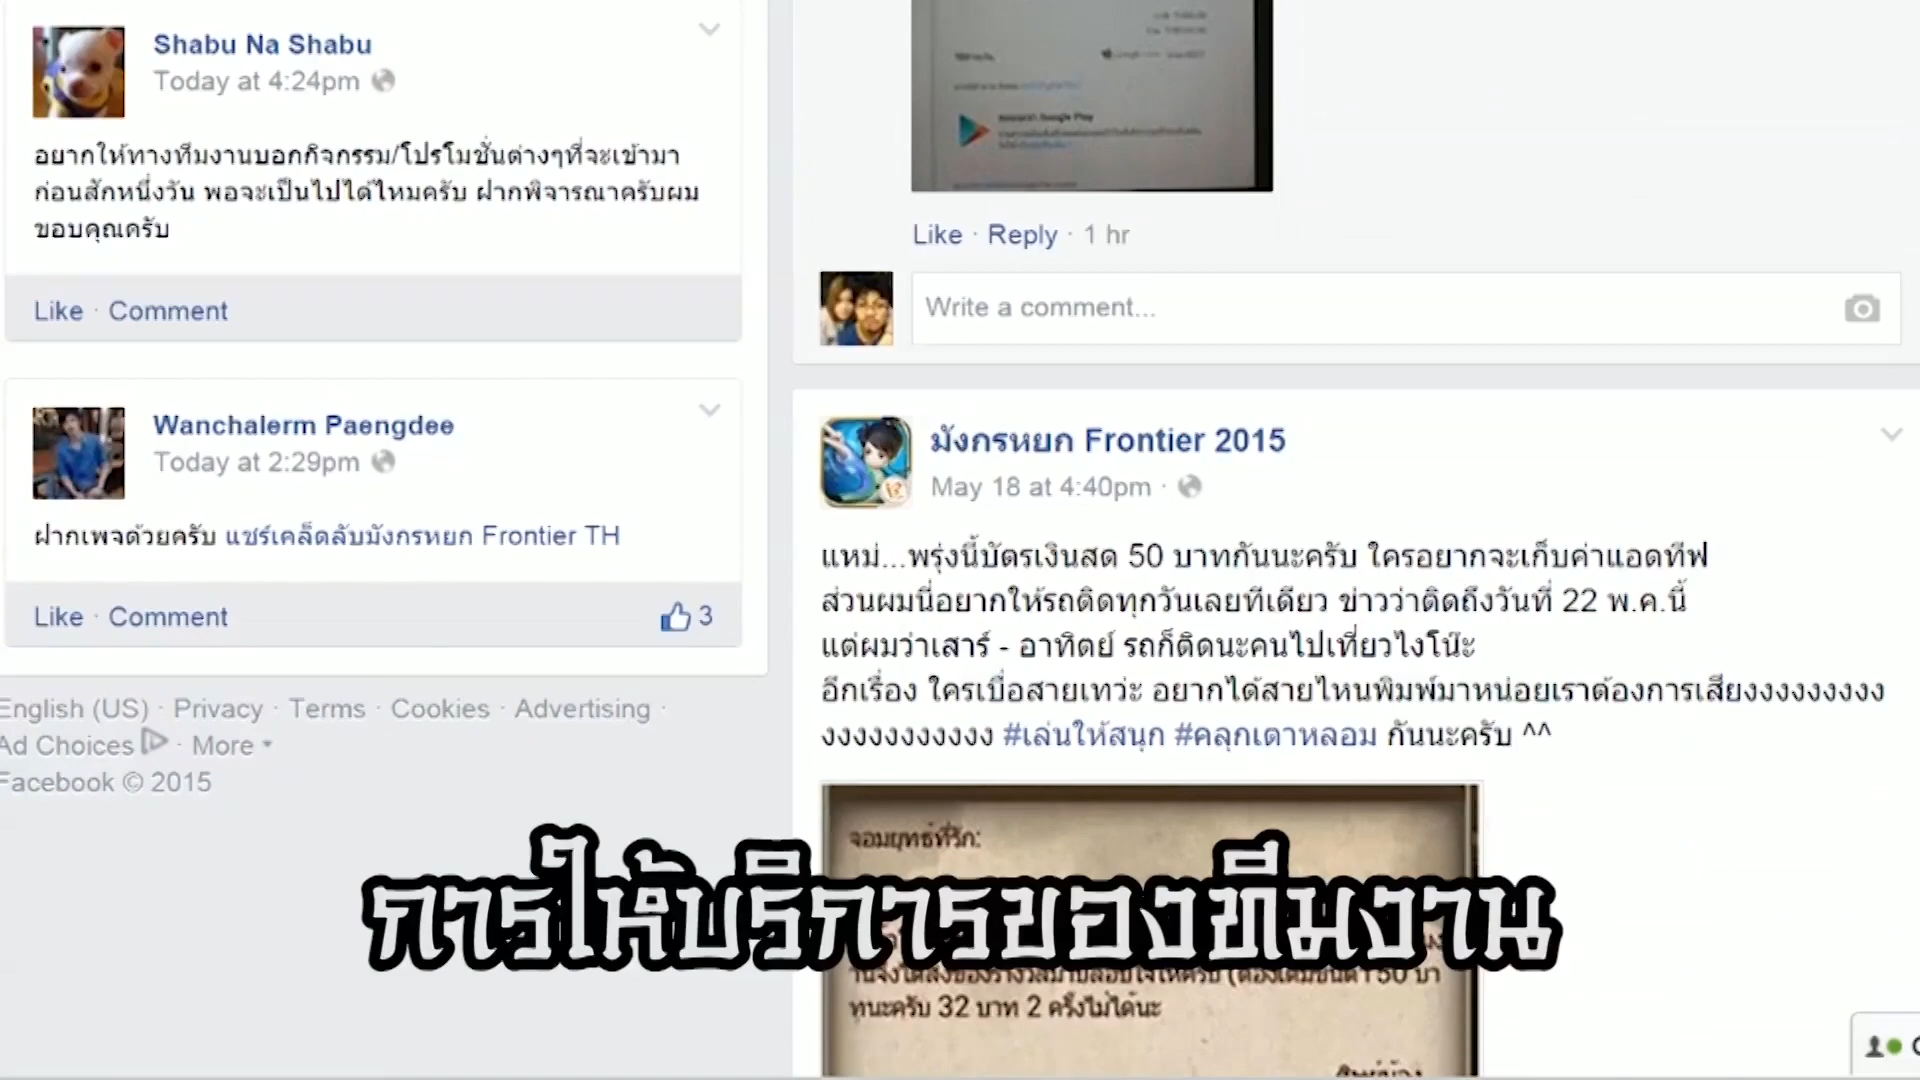 Shabu Na Shabu
Today at 4:24pm
อยากให้ทางทีมงานบอกกิจกรรม/โปรโมชั่นต่างๆที่จะเข้ามา
ก่อนสักหนึ่งวัน พอจะเป็นไปได้ไหมครับ ฝากพิจารณาครับผม
ขอบคุณครับ
Like · Comment
Wanchalerm Paengdee
Today at 2:29pm
ฝากเพจด้วยครับ แชร์เคล็ดลับมังกรหยก Frontier TH
Like · Comment
3
English (US) · Privacy · Terms · Cookies · Advertising ·
Ad Choices · More
Facebook © 2015
Google Play
Like · Reply · 1 hr
Write a comment...
มังกรหยก Frontier 2015
May 18 at 4:40pm ·
แหม่...พรุ่งนี้บัตรเงินสด 50 บาทกันนะครับ ใครอยากจะเก็บค่าแอดทีฟ
ส่วนผมนี่อยากให้รถติดทุกวันเลยทีเดียว ข่าวว่าติดถึงวันที่ 22 พ.ค.นี้
แต่ผมว่าเสาร์ - อาทิตย์ รถก็ติดนะคนไปเที่ยวไงโน๊ะ
อีกเรื่อง ใครเบื่อสายเทว่ะ อยากได้สายไหนพิมพ์มาหน่อยเราต้องการเสียงงงงงงงงง
งงงงงงงงงงงง #เล่นให้สนุก #คลุกเตาหลอม กันนะครับ ^^
จอมยุทธ์ที่รัก:
การให้บริการของทีมงาน
50 บา
ทนะครับ 32 บาท 2 ครั้งไม่ได้นะ